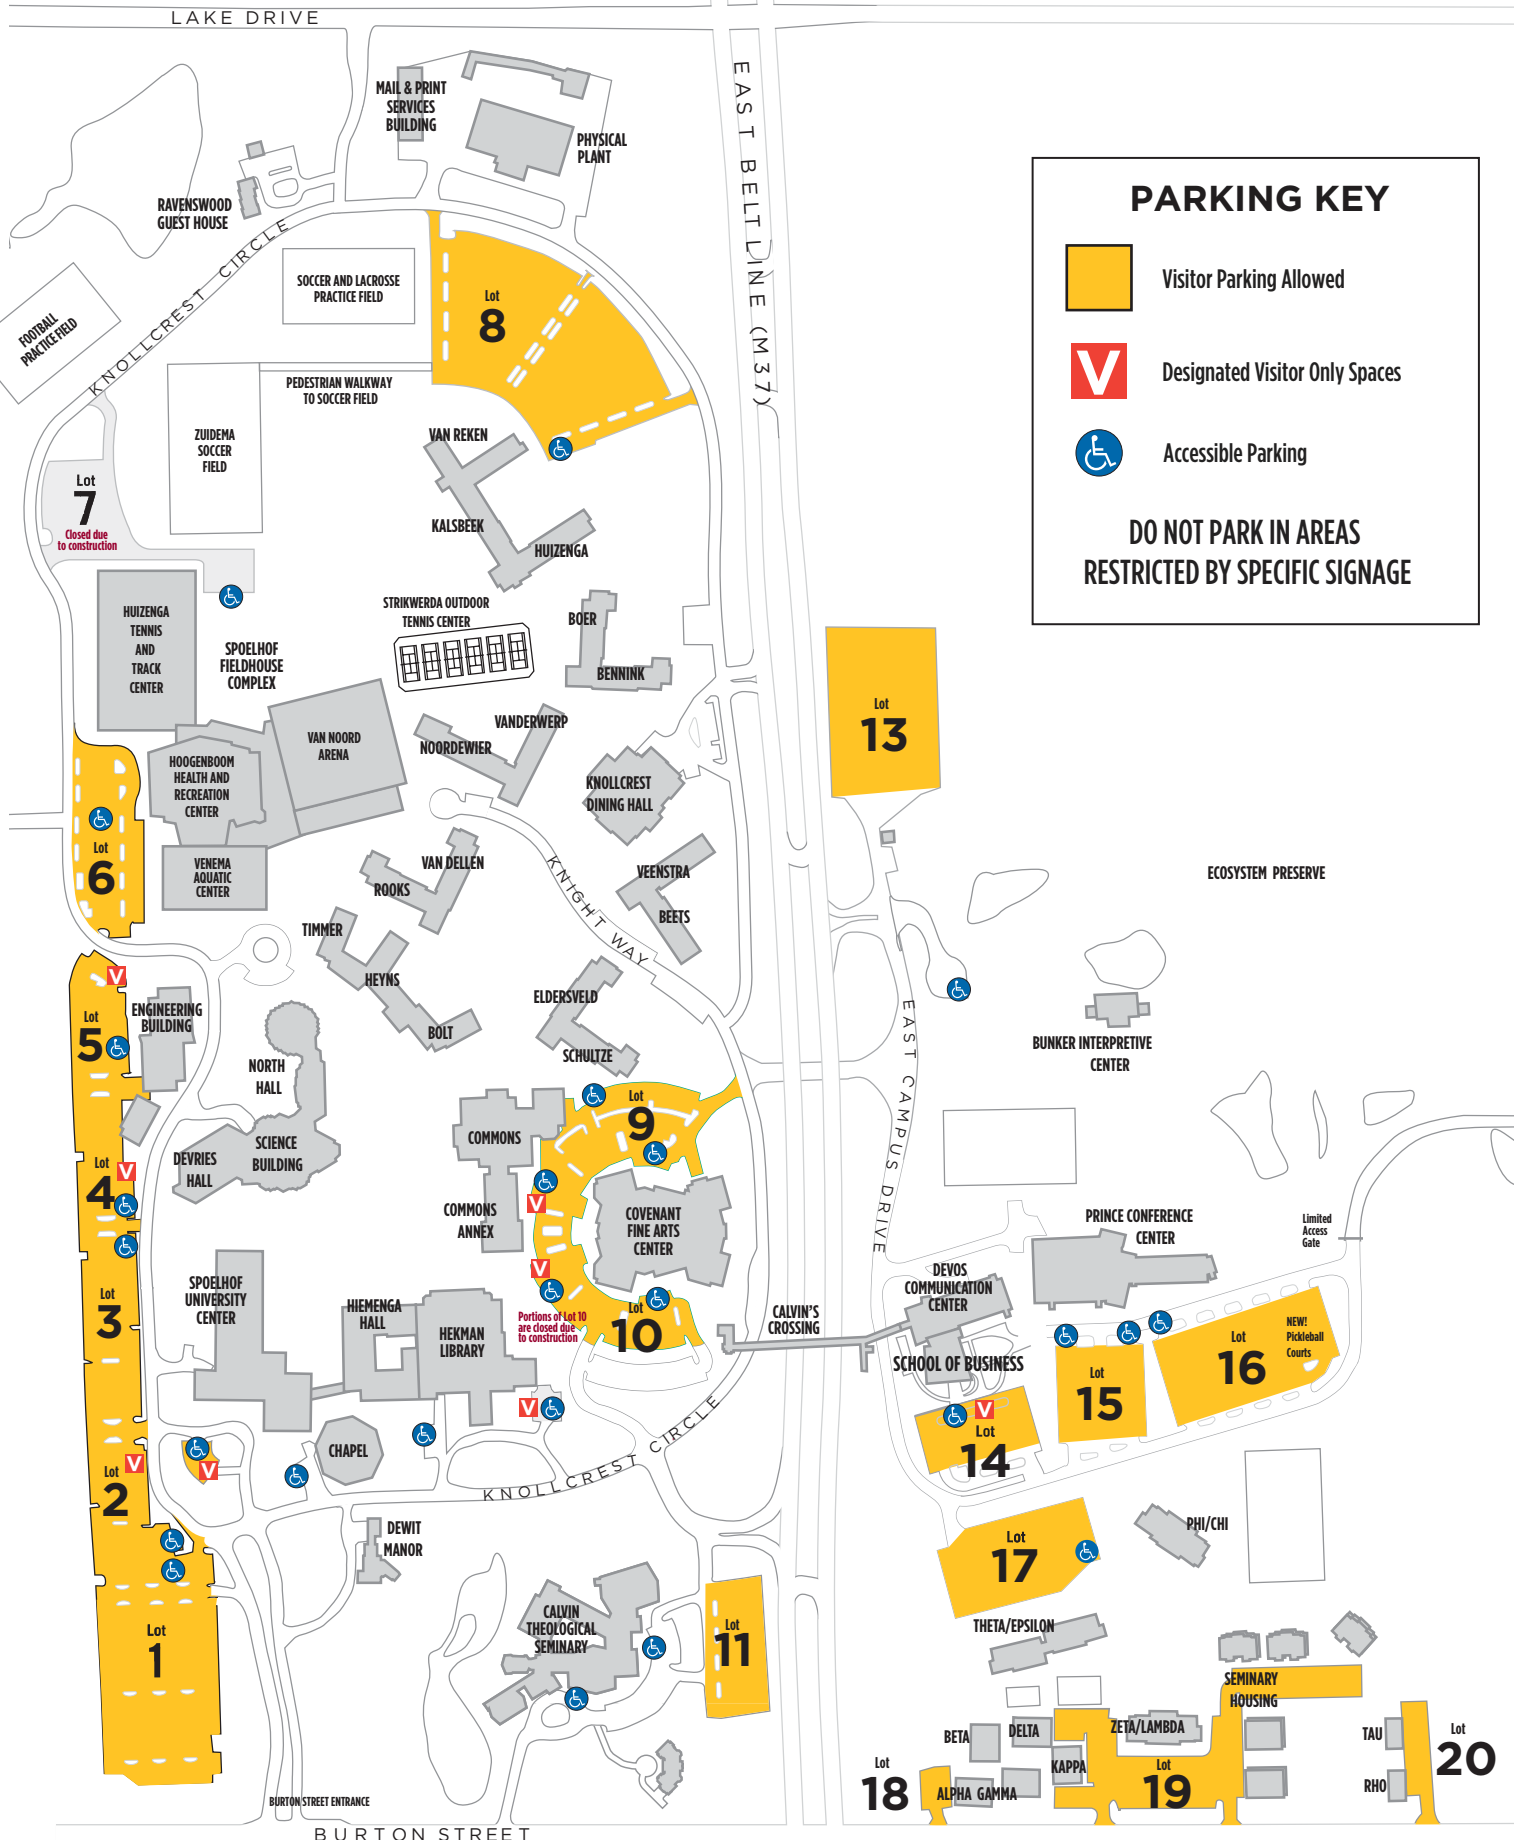 LAKE DRIVE
EAST BELT LINE (M37)
MAIL & PRINT
SERVICES
BUILDING
PHYSICAL
PLANT
RAVENSWOOD
GUEST HOUSE
KNOLLCREST CIRCLE
SOCCER AND LACROSSE
PRACTICE FIELD
FOOTBALL
PRACTICE FIELD
Lot
8
PARKING KEY
Visitor Parking Allowed
V
Designated Visitor Only Spaces
Accessible Parking
DO NOT PARK IN AREAS
RESTRICTED BY SPECIFIC SIGNAGE
PEDESTRIAN WALKWAY
TO SOCCER FIELD
ZUIDEMA
SOCCER
FIELD
VAN REKEN
KALSBEEK
HUIZENGA
Lot
7
Closed due
to construction
HUIZENGA
TENNIS
AND
TRACK
CENTER
SPOELHOF
FIELDHOUSE
COMPLEX
STRIKWERDA OUTDOOR
TENNIS CENTER
BOER
BENNINK
VAN NOORD
ARENA
VANDERWERP
NOORDEWIER
KNOLLCREST
DINING HALL
Lot
13
HOOGENBOOM
HEALTH AND
RECREATION
CENTER
Lot
6
VENEMA
AQUATIC
CENTER
VAN DELLEN
ROOKS
KNIGHT WAY
VEENSTRA
BEETS
ECOSYSTEM PRESERVE
TIMMER
HEYNS
BOLT
ELDERSVELD
SCHULTZE
V
Lot
5
ENGINEERING
BUILDING
NORTH
HALL
EAST CAMPUS DRIVE
BUNKER INTERPRETIVE
CENTER
Lot
9
COMMONS
SCIENCE
BUILDING
DEVRIES
HALL
Lot
4
V
COMMONS
ANNEX
V
COVENANT
FINE ARTS
CENTER
V
PRINCE CONFERENCE
CENTER
Limited
Access
Gate
Lot
3
SPOELHOF
UNIVERSITY
CENTER
HIEMENGA
HALL
HEKMAN
LIBRARY
Portions of Lot 10
are closed due
to construction
Lot
10
CALVIN'S
CROSSING
DEVOS
COMMUNICATION
CENTER
SCHOOL OF BUSINESS
Lot
15
Lot
16
NEW!
Pickleball
Courts
V
V
Lot
14
CHAPEL
KNOLLCREST CIRCLE
V
Lot
2
V
DEWIT
MANOR
Lot
17
PHI/CHI
CALVIN
THEOLOGICAL
SEMINARY
Lot
11
THETA/EPSILON
Lot
1
SEMINARY
HOUSING
BETA
DELTA
ZETA/LAMBDA
KAPPA
ALPHA GAMMA
Lot
18
Lot
19
TAU
RHO
Lot
20
BURTON STREET ENTRANCE
BURTON STREET